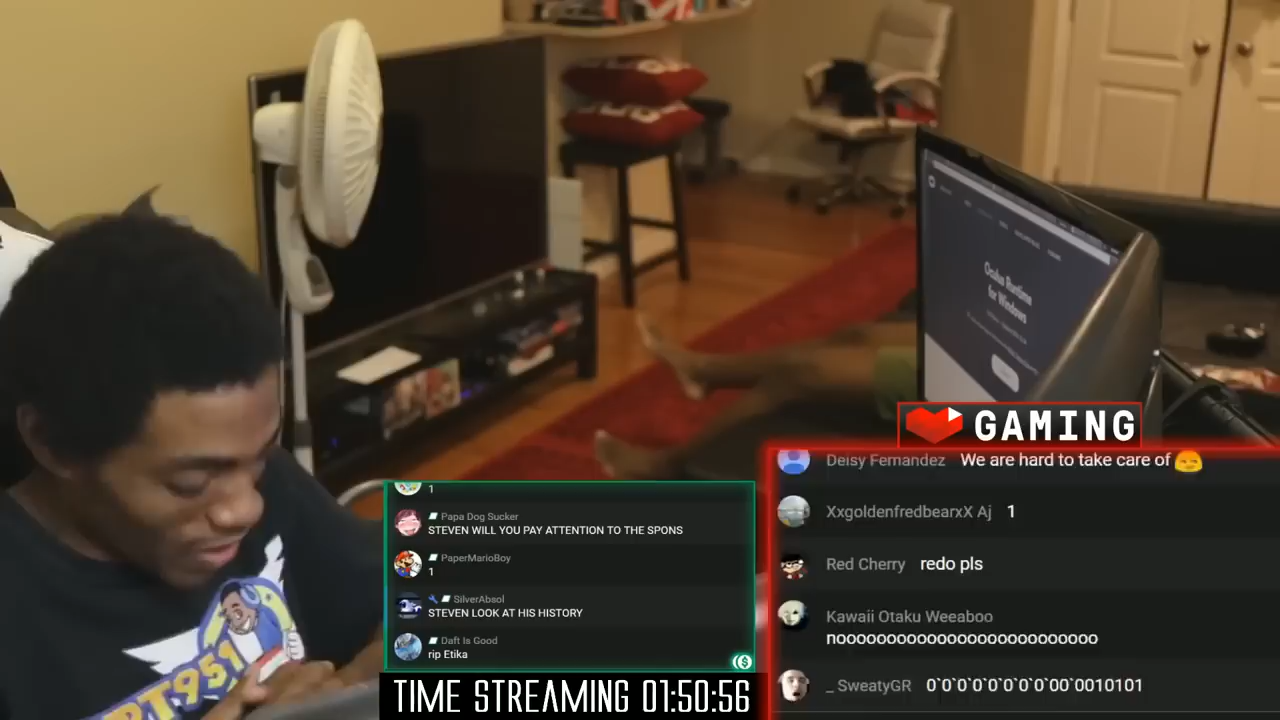 Oculus Runtime
for Windows
GAMING
Deisy Fernandez We are hard to take care of
XxgoldenfredbearxX Aj 1
Red Cherry redo pls
Kawaii Otaku Weeaboo
noooooooooooooooooooooooooo
_ SweatyGR 0`0`0`0`0`0`0`0`00`0010101
1
Papa Dog Sucker
STEVEN WILL YOU PAY ATTENTION TO THE SPONS
PaperMarioBoy
1
SilverAbsol
STEVEN LOOK AT HIS HISTORY
Daft Is Good
rip Etika
TIME STREAMING 01:50:56
RT951